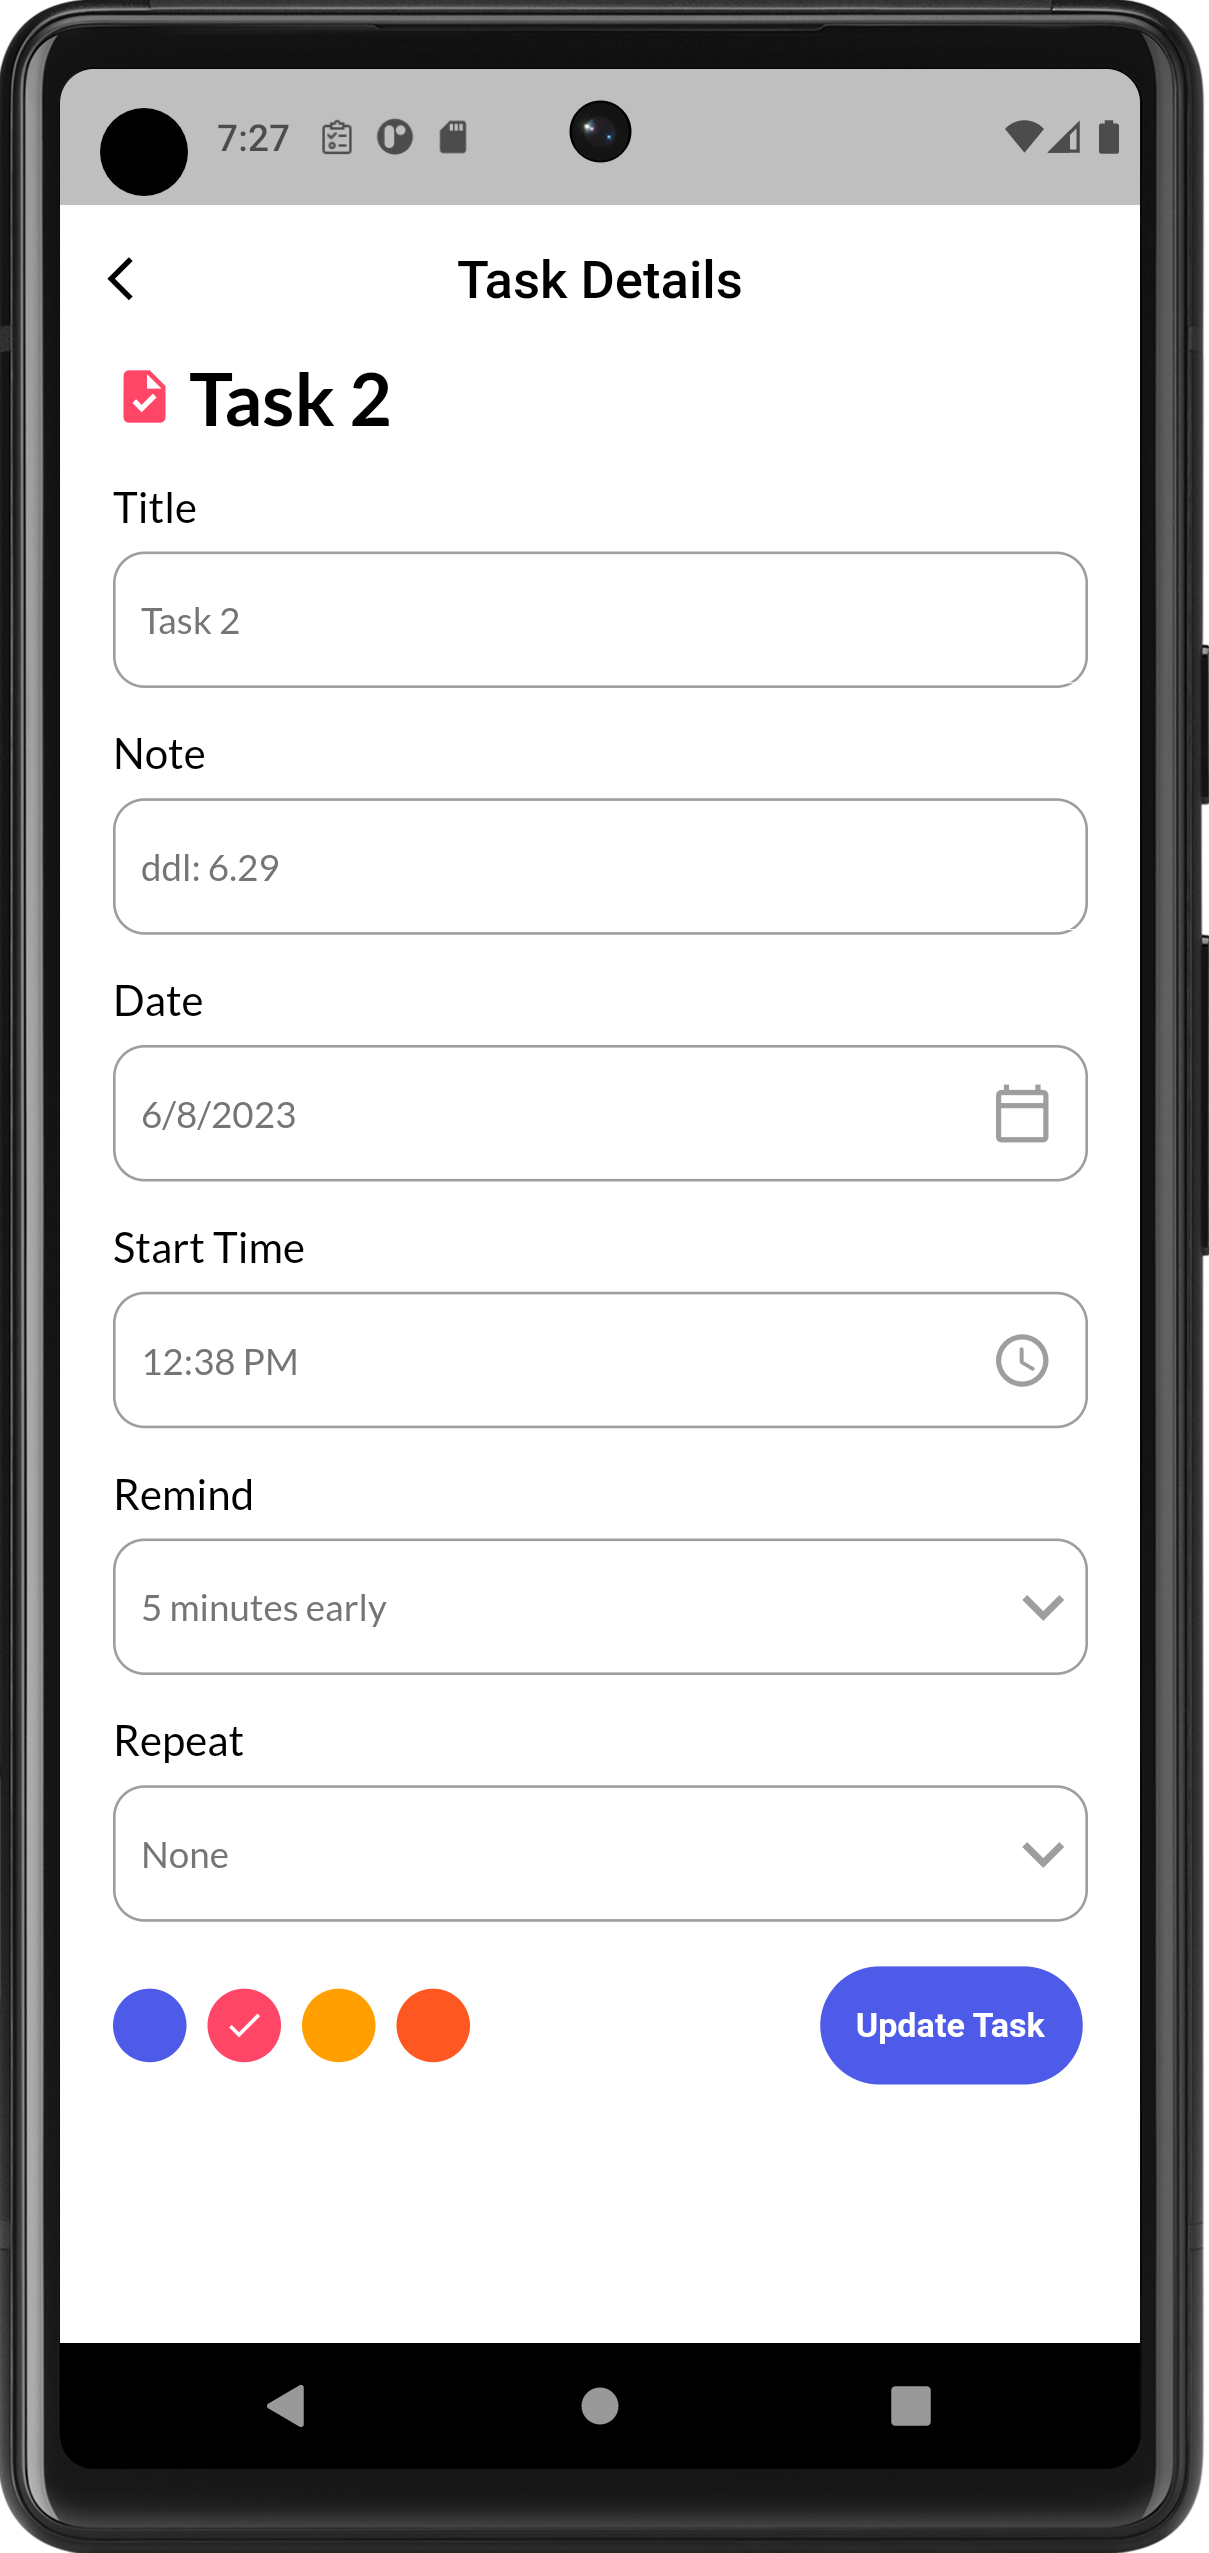 7:27
Task Details
Task 2
Title
Task 2
Note
ddl: 6.29
Date
6/8/2023
Start Time
12:38 PM
Remind
5 minutes early
Repeat
None
Update Task